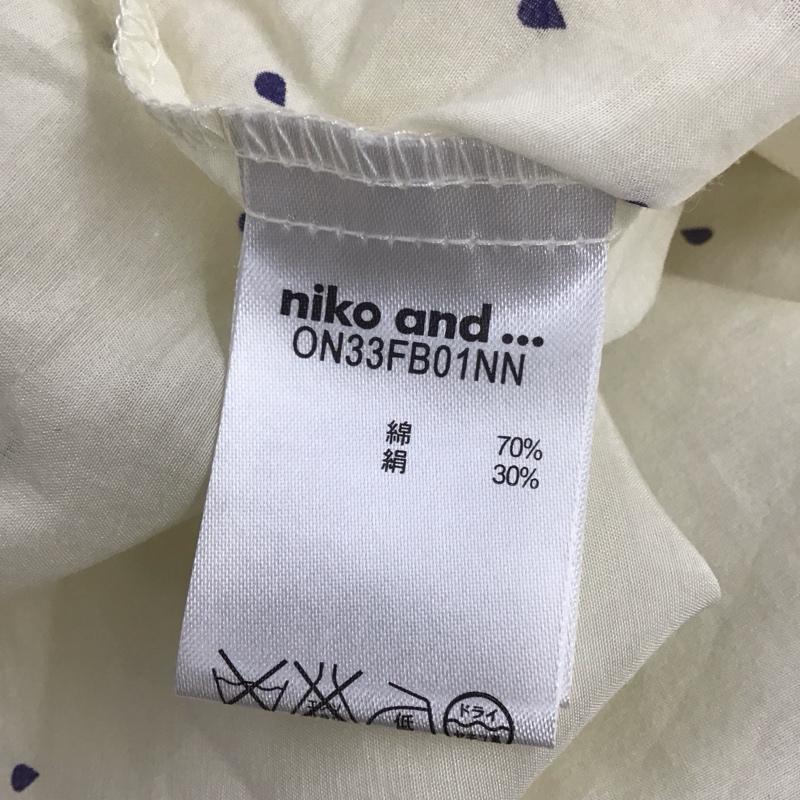 niko and ...
ON33FB01NN
綿 70%
絹 30%
低
ドライ